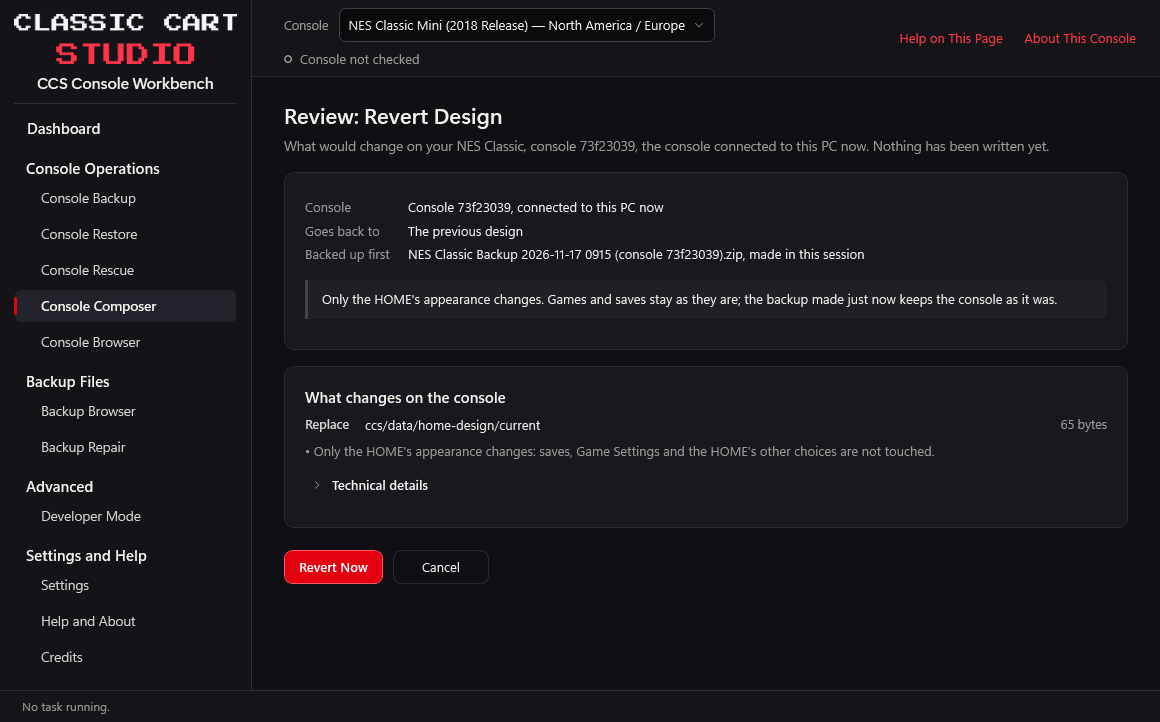 CLASSIC CART
STUDIO
CCS Console Workbench
Dashboard
Console Operations
Console Backup
Console Restore
Console Rescue
Console Composer
Console Browser
Backup Files
Backup Browser
Backup Repair
Advanced
Developer Mode
Settings and Help
Settings
Help and About
Credits
Console NES Classic Mini (2018 Release) — North America / Europe
Console not checked
Help on This Page About This Console
Review: Revert Design
What would change on your NES Classic, console 73f23039, the console connected to this PC now. Nothing has been written yet.
Console Console 73f23039, connected to this PC now
Goes back to The previous design
Backed up first NES Classic Backup 2026-11-17 0915 (console 73f23039).zip, made in this session
Only the HOME's appearance changes. Games and saves stay as they are; the backup made just now keeps the console as it was.
What changes on the console
Replace ccs/data/home-design/current 65 bytes
• Only the HOME's appearance changes: saves, Game Settings and the HOME's other choices are not touched.
Technical details
Revert Now Cancel
No task running.